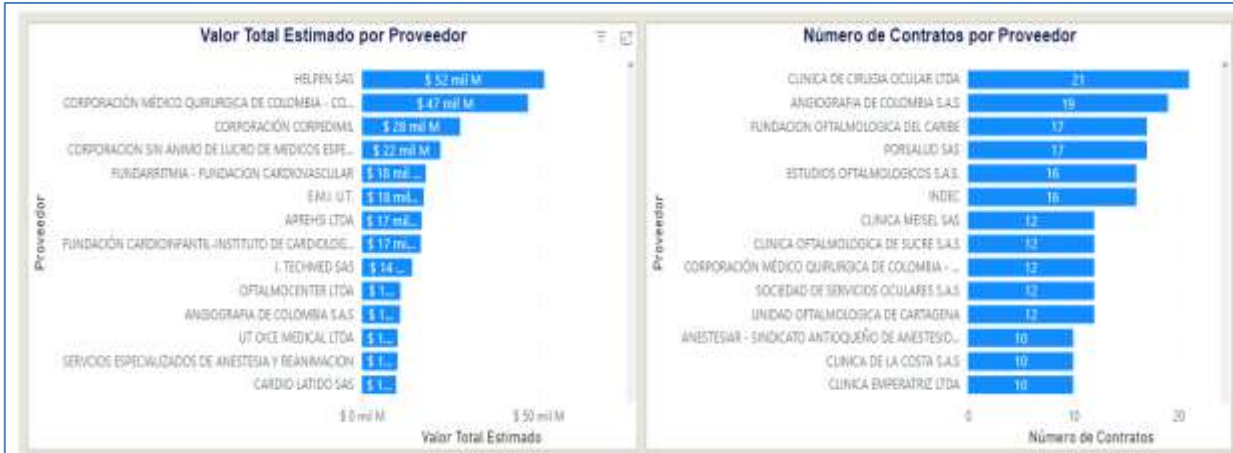 Valor Total Estimado por Proveedor
Proveedor
HELPEN SAS $ 52 mil M
CORPORACIÓN MÉDICO QUIRURGICA DE COLOMBIA - CO... $ 47 mil M
CORPORACIÓN CORPEDIMIL $ 28 mil M
CORPORACION SIN ANIMO DE LUCRO DE MEDICOS ESPE... $ 22 mil M
FUNDARRITMIA - FUNDACION CARDIOVASCULAR $ 18 mil ...
E.M.I. U.T. $ 18 mil...
APREHSI LTDA $ 17 mil...
FUNDACIÓN CARDIOINFANTIL-INSTITUTO DE CARDIOLOG... $ 17 mi...
J. TECHMED SAS $ 14 ...
OFTALMOCENTER LTDA $ 1...
ANGIOGRAFIA DE COLOMBIA S.A.S $ 1...
UT OICE MEDICAL LTDA $ 1...
SERVICIOS ESPECIALIZADOS DE ANESTESIA Y REANIMACION $ 1...
CARDIO LATIDO SAS $ 1...
$ 0 mil M $ 50 mil M
Valor Total Estimado
Número de Contratos por Proveedor
Proveedor
CLINICA DE CIRUGIA OCULAR LTDA 21
ANGIOGRAFIA DE COLOMBIA S.A.S 19
FUNDACION OFTALMOLOGICA DEL CARIBE 17
PORSALUD SAS 17
ESTUDIOS OFTALMOLOGICOS S.A.S. 16
INDEC 16
CLINICA MEISEL SAS 12
CLINICA OFTALMOLOGICA DE SUCRE S.A.S 12
CORPORACIÓN MÉDICO QUIRURGICA DE COLOMBIA - ... 12
SOCIEDAD DE SERVICIOS OCULARES S.A.S 12
UNIDAD OFTALMOLOGICA DE CARTAGENA 12
ANESTESIAR - SINDICATO ANTIOQUEÑO DE ANESTESIO... 10
CLINICA DE LA COSTA S.A.S 10
CLINICA EMPERATRIZ LTDA 10
0 10 20
Número de Contratos